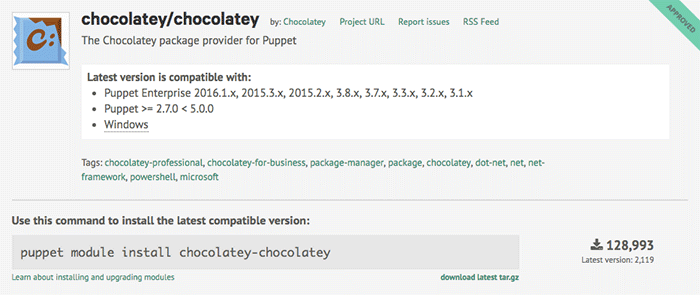 chocolatey/chocolatey by: Chocolatey Project URL Report issues RSS Feed
APPROVED
The Chocolatey package provider for Puppet
Latest version is compatible with:
• Puppet Enterprise 2016.1.x, 2015.3.x, 2015.2.x, 3.8.x, 3.7.x, 3.3.x, 3.2.x, 3.1.x
• Puppet >= 2.7.0 < 5.0.0
• Windows
Tags: chocolatey-professional, chocolatey-for-business, package-manager, package, chocolatey, dot-net, net, net-
framework, powershell, microsoft
Use this command to install the latest compatible version:
puppet module install chocolatey-chocolatey
128,993
Latest version: 2,119
Learn about installing and upgrading modules download latest tar.gz